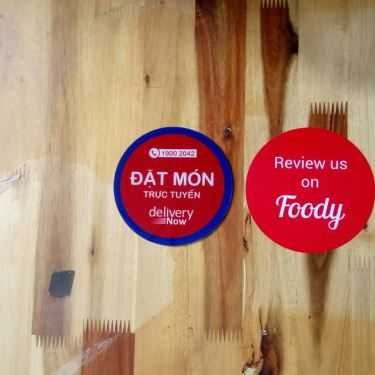 1900 2042
ĐẶT MÓN
TRỰC TUYẾN
delivery
Now
Review us
on
Foody